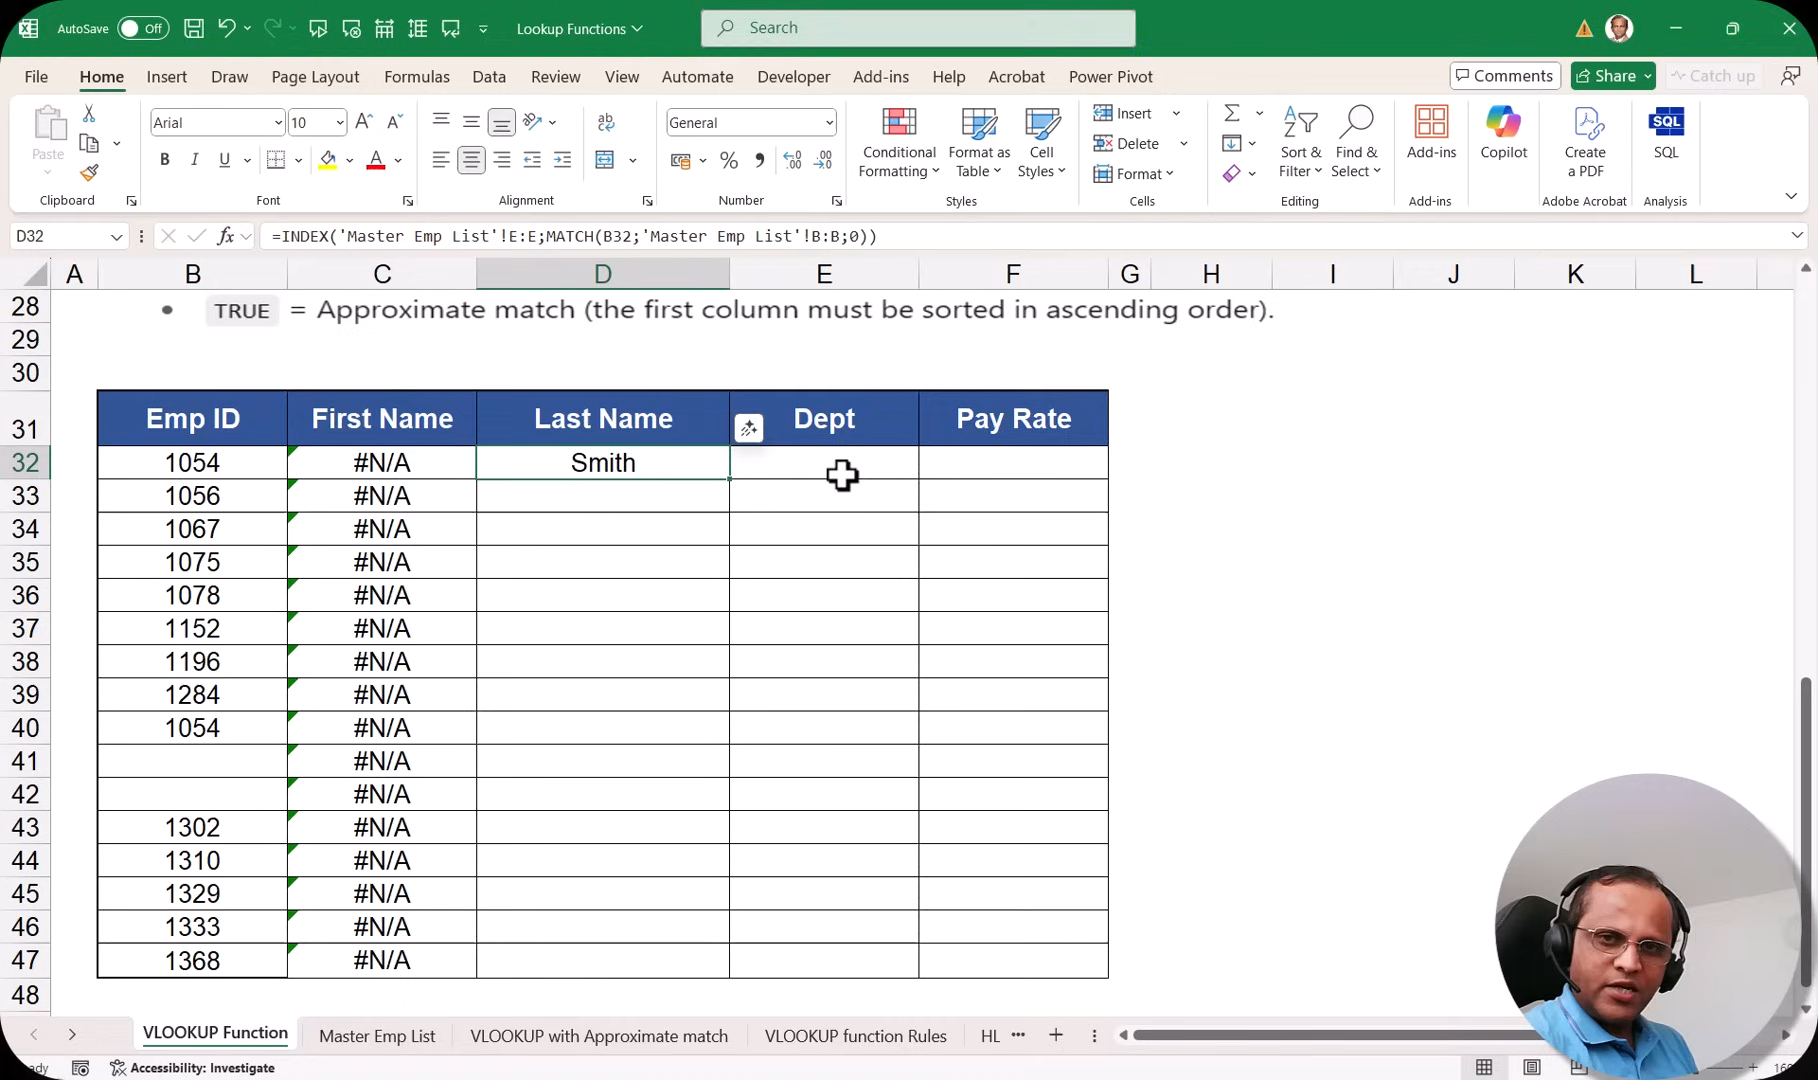 AutoSave Off Lookup Functions Search
File Home Insert Draw Page Layout Formulas Data Review View Automate Developer Add-ins Help Acrobat Power Pivot Comments Share Catch up
Paste Arial 10 General Conditional Formatting Format as Table Cell Styles Insert Delete Format Sort & Filter Find & Select Add-ins Copilot Create a PDF SQL
Clipboard Font Alignment Number Styles Cells Editing Add-ins Adobe Acrobat Analysis
D32 fx =INDEX('Master Emp List'!E:E;MATCH(B32;'Master Emp List'!B:B;0))
A B C D E F G H I J K L
28 • TRUE = Approximate match (the first column must be sorted in ascending order).
29
30
31 Emp ID First Name Last Name Dept Pay Rate
32 1054 #N/A Smith
33 1056 #N/A
34 1067 #N/A
35 1075 #N/A
36 1078 #N/A
37 1152 #N/A
38 1196 #N/A
39 1284 #N/A
40 1054 #N/A
41 #N/A
42 #N/A
43 1302 #N/A
44 1310 #N/A
45 1329 #N/A
46 1333 #N/A
47 1368 #N/A
48
VLOOKUP Function Master Emp List VLOOKUP with Approximate match VLOOKUP function Rules HL ···
Accessibility: Investigate